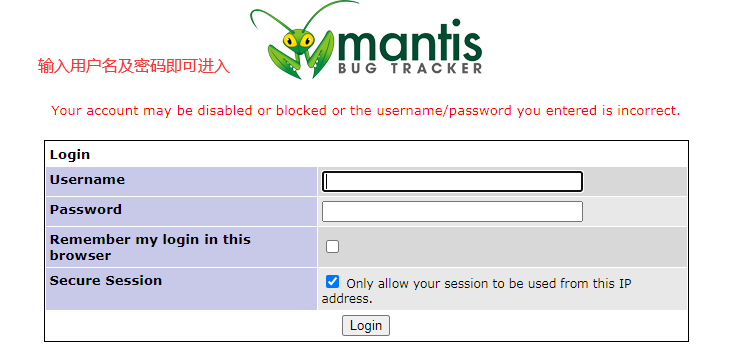 mantis
BUG TRACKER
输入用户名及密码即可进入
Your account may be disabled or blocked or the username/password you entered is incorrect.
Login
Username
Password
Remember my login in this
browser
Secure Session
Only allow your session to be used from this IP
address.
Login